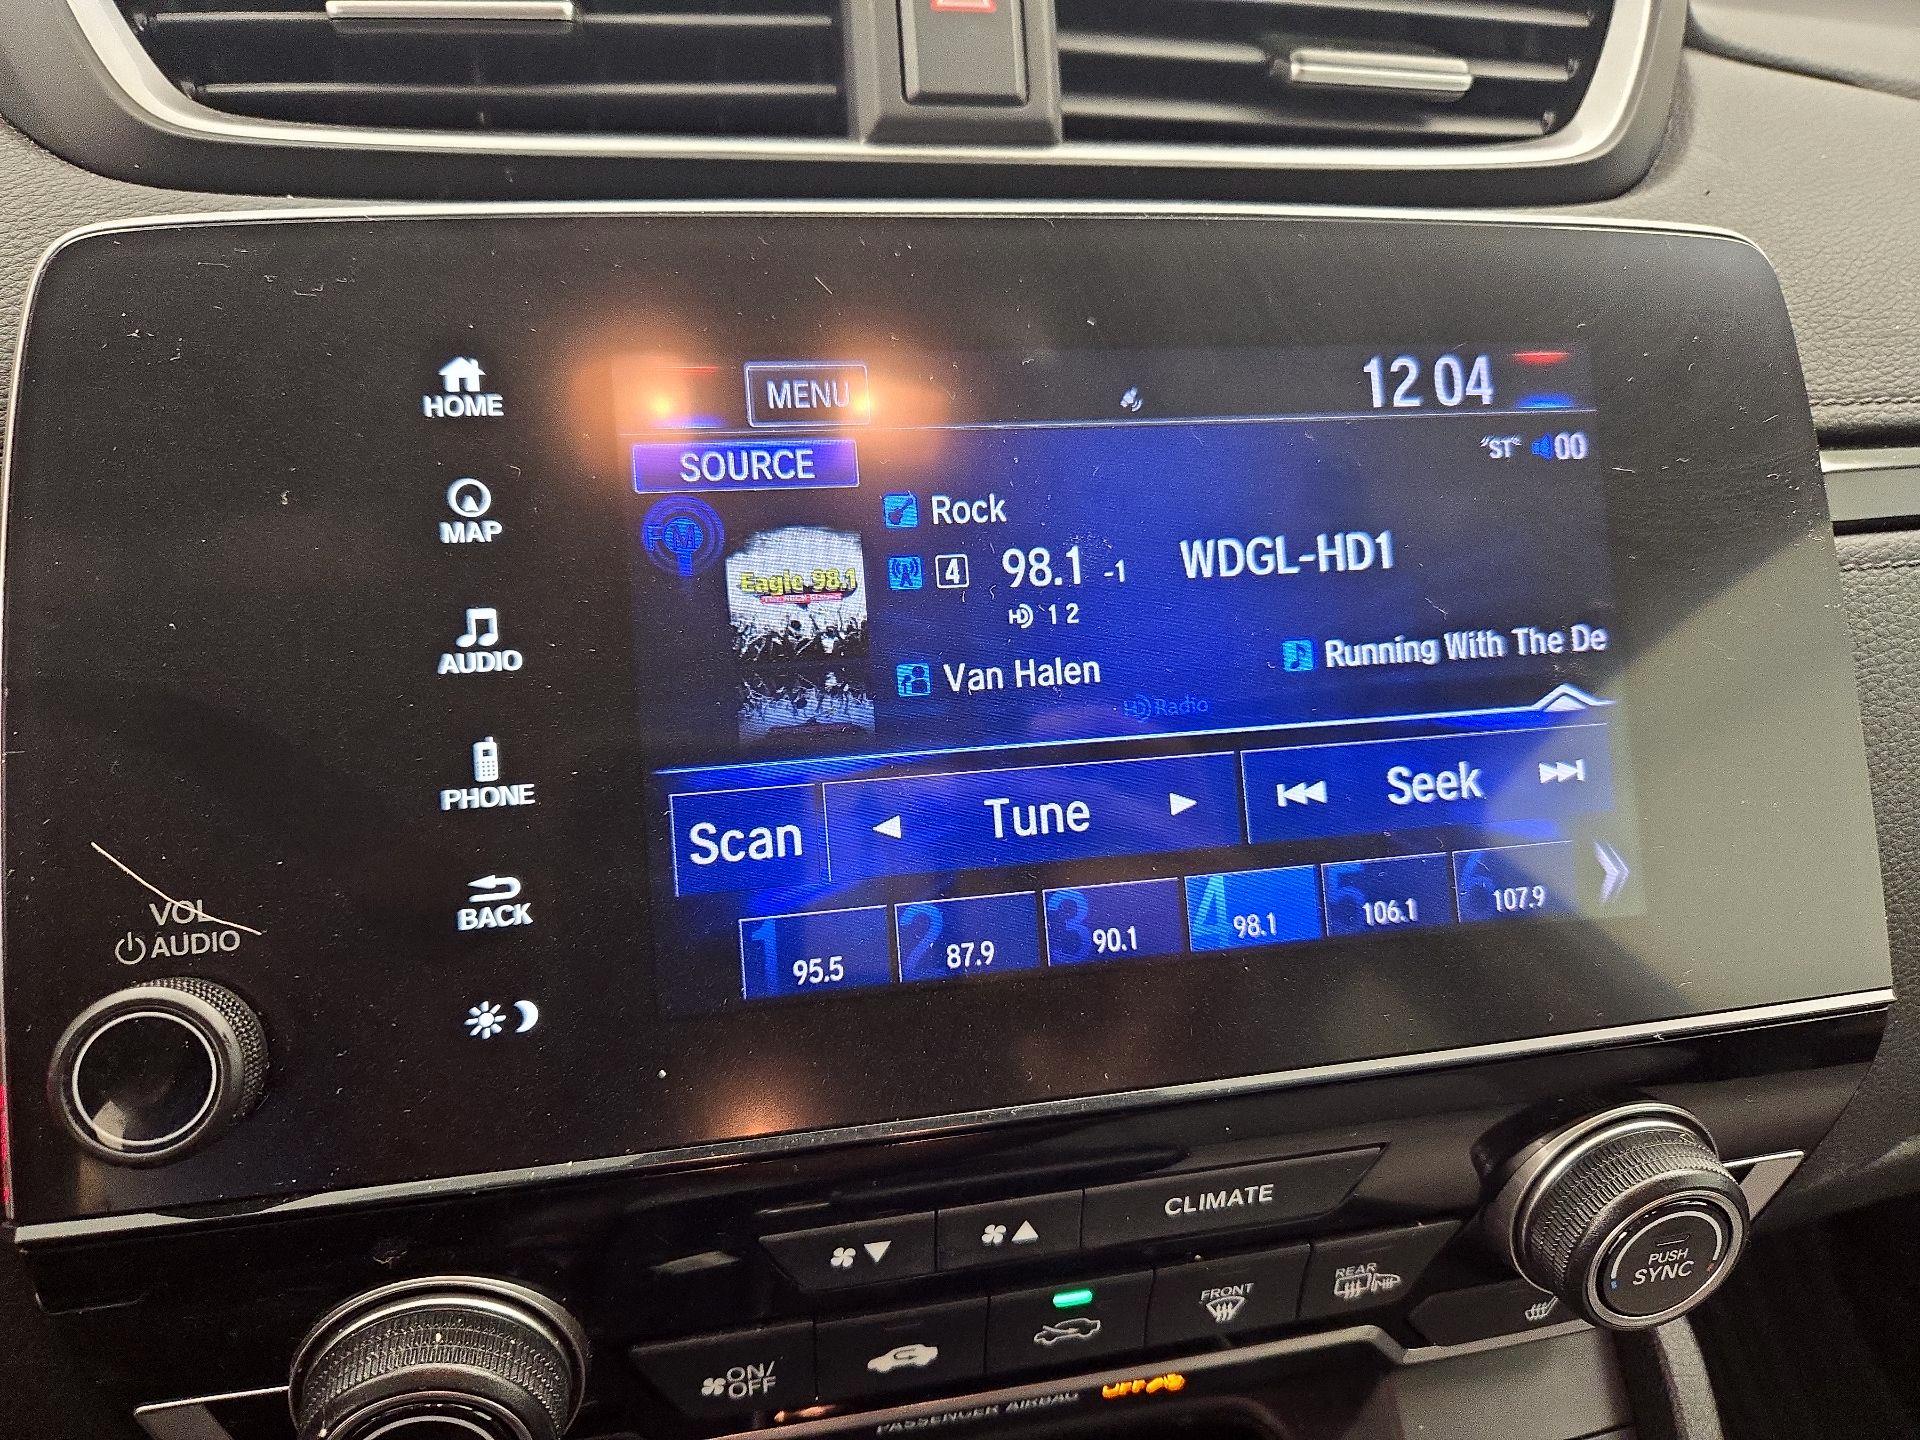 MENU
12 04
HOME
SOURCE
"ST" 00
FM
Rock
MAP
4 98.1 -1 WDGL-HD1
Eagle 98.1
HD 1 2
AUDIO
Van Halen
Running With The De
HD Radio
PHONE
Scan
Tune
Seek
BACK
1 95.5
2 87.9
3 90.1
4 98.1
5 106.1
6 107.9
VOL
AUDIO
CLIMATE
PUSH
SYNC
FRONT
REAR
ON/
OFF
PASSENGER AIRBAG OFF